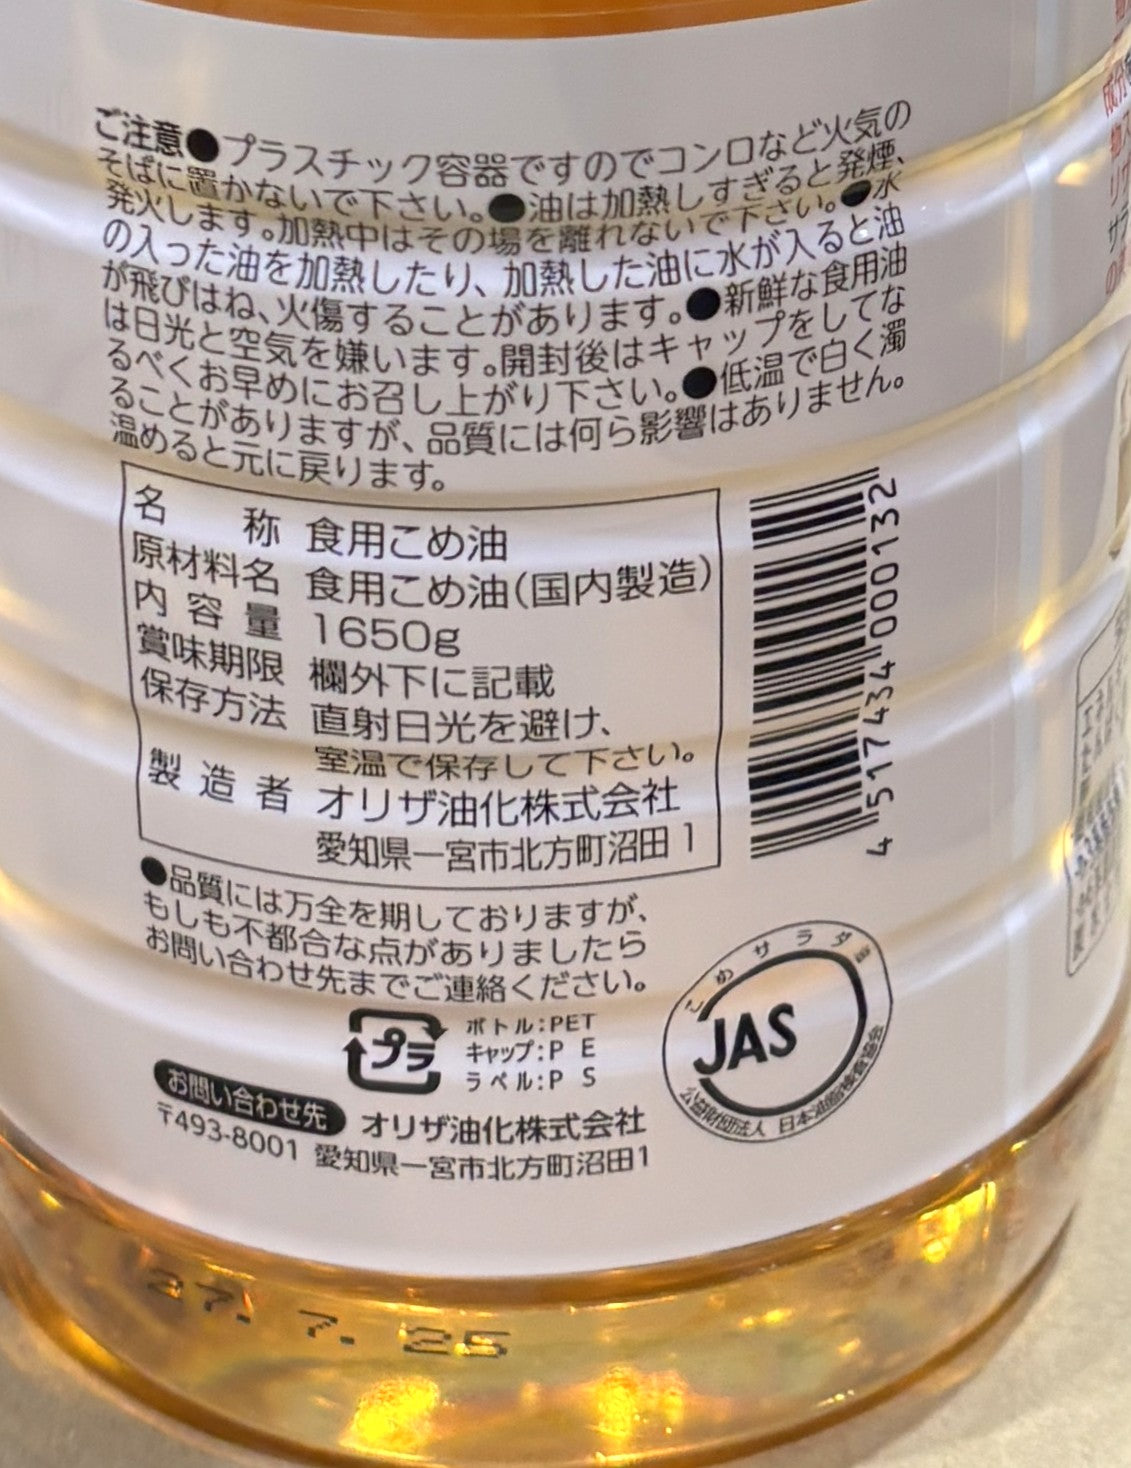 ご注意●プラスチック容器ですのでコンロなど火気の
そばに置かないで下さい。●油は加熱しすぎると発煙、
発火します。加熱中はその場を離れないで下さい。●水
の入った油を加熱したり、加熱した油に水が入ると油
が飛びはね、火傷することがあります。●新鮮な食用油
は日光と空気を嫌います。開封後はキャップをしてな
るべくお早めにお召し上がり下さい。●低温で白く濁
ることがありますが、品質には何ら影響はありません。
温めると元に戻ります。
名称 食用こめ油
原材料名 食用こめ油(国内製造)
内容量 1650g
賞味期限 欄外下に記載
保存方法 直射日光を避け、
室温で保存して下さい。
製造者 オリザ油化株式会社
愛知県一宮市北方町沼田1
4517434000132
●品質には万全を期しておりますが、
もしも不都合な点がありましたら
お問い合わせ先までご連絡ください。
プラ
ボトル:PET
キャップ:PE
ラベル:PS
こめサラダ油
JAS
公益財団法人 日本油脂検査協会
お問い合わせ先 オリザ油化株式会社
〒493-8001 愛知県一宮市北方町沼田1
27. 7. 25